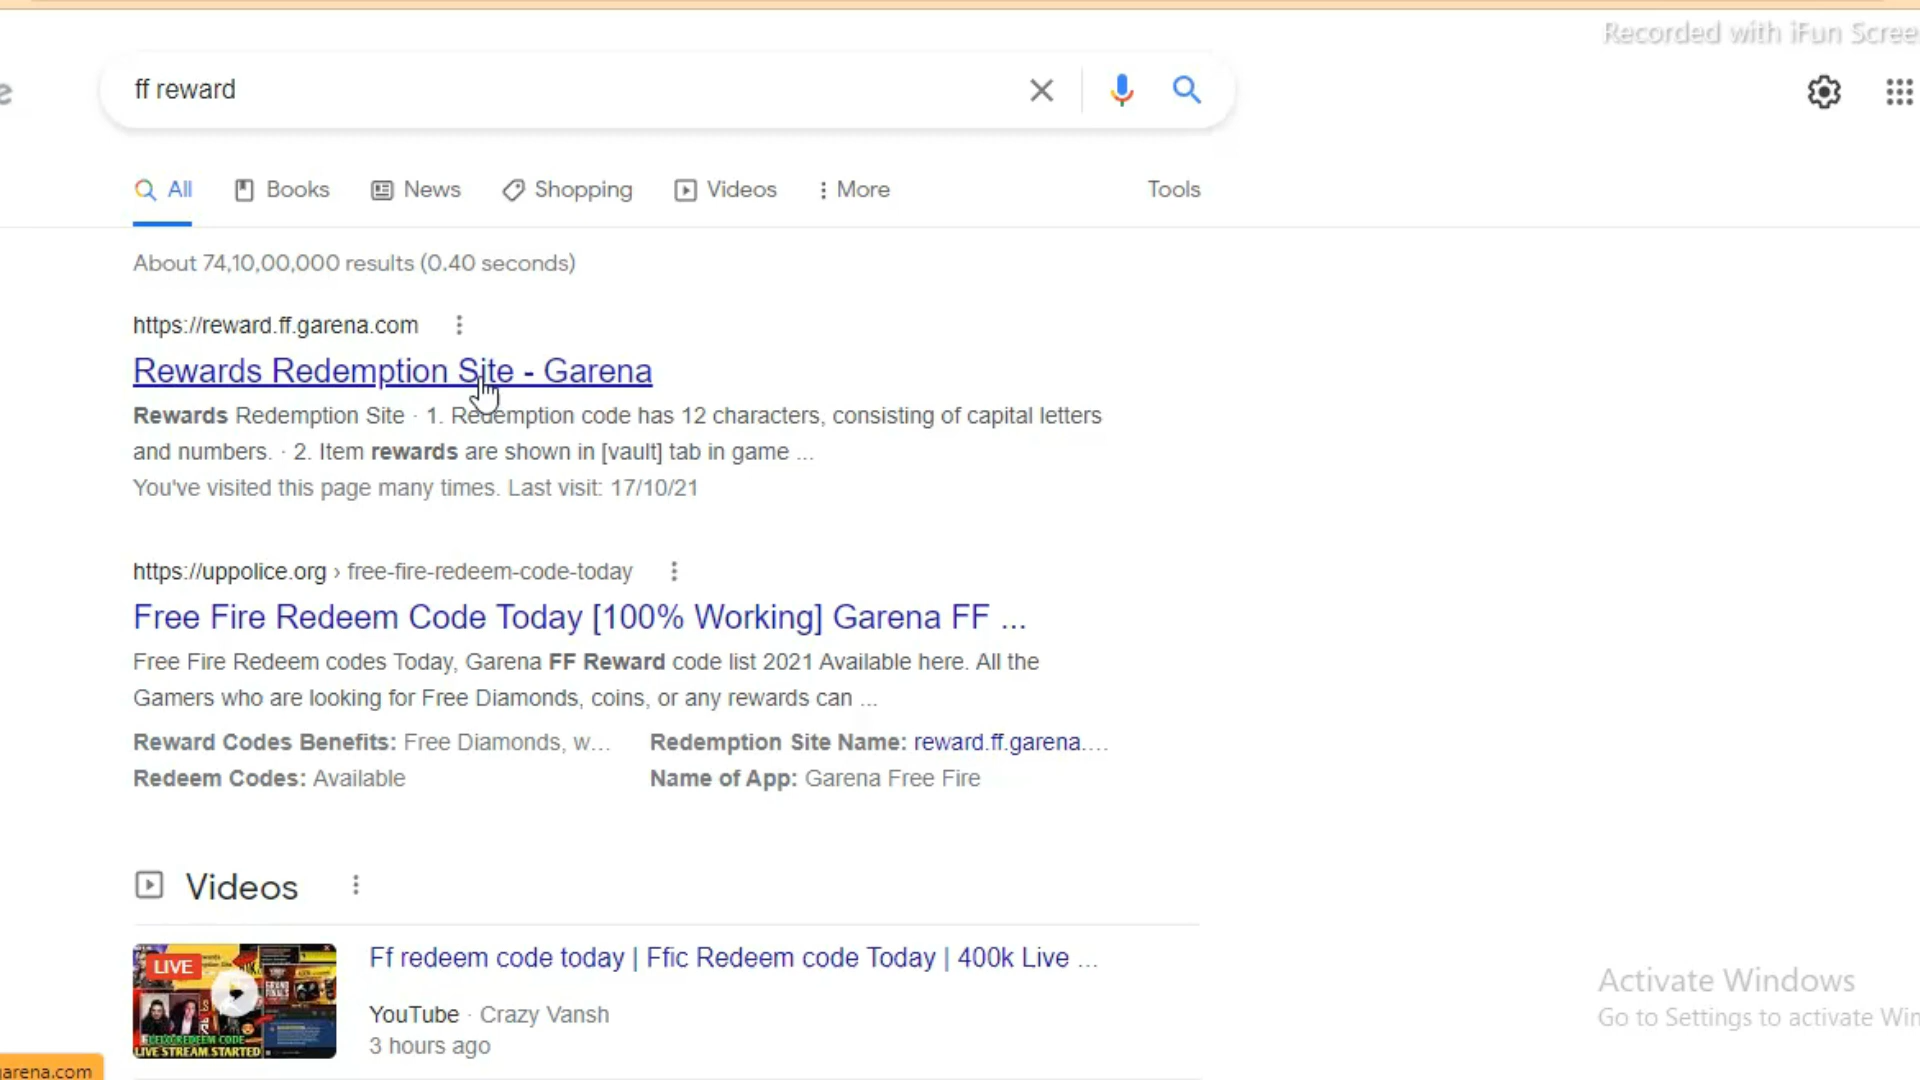 Recorded with iFun Scree
e
ff reward
All
Books
News
Shopping
Videos
More
Tools
About 74,10,00,000 results (0.40 seconds)
https://reward.ff.garena.com
Rewards Redemption Site - Garena
Rewards Redemption Site · 1. Redemption code has 12 characters, consisting of capital letters
and numbers. · 2. Item rewards are shown in [vault] tab in game ...
You've visited this page many times. Last visit: 17/10/21
https://uppolice.org › free-fire-redeem-code-today
Free Fire Redeem Code Today [100% Working] Garena FF ...
Free Fire Redeem codes Today, Garena FF Reward code list 2021 Available here. All the
Gamers who are looking for Free Diamonds, coins, or any rewards can ...
Reward Codes Benefits: Free Diamonds, w...
Redemption Site Name: reward.ff.garena....
Redeem Codes: Available
Name of App: Garena Free Fire
Videos
LIVE
GRAND
FINALS
REDEEM CODE
LIVE STREAM STARTED
Ff redeem code today | Ffic Redeem code Today | 400k Live ...
YouTube · Crazy Vansh
3 hours ago
Activate Windows
Go to Settings to activate Win
garena.com